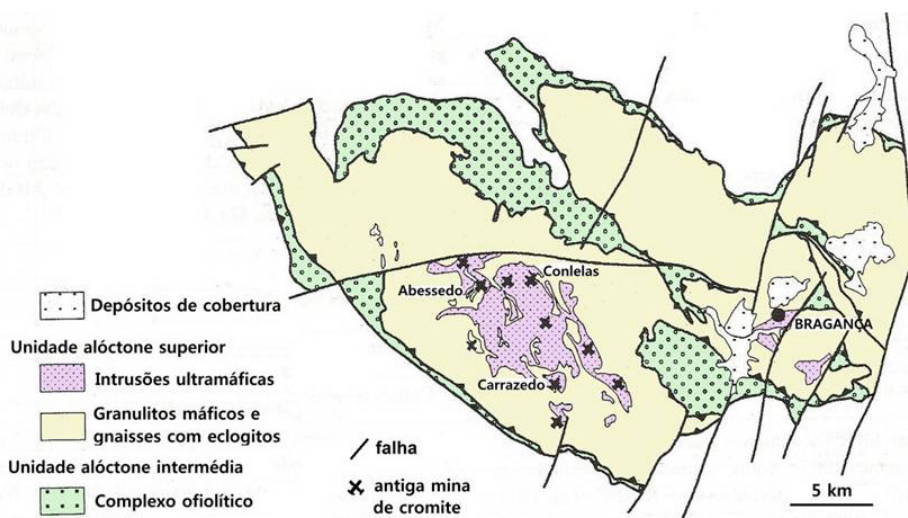 Conlelas
Abessedo
BRAGANÇA
Carrazedo
Depósitos de cobertura
Unidade alóctone superior
Intrusões ultramáficas
Granulitos máficos e
gnaisses com eclogitos
Unidade alóctone intermédia
Complexo ofiolítico
falha
antiga mina
de cromite
5 km